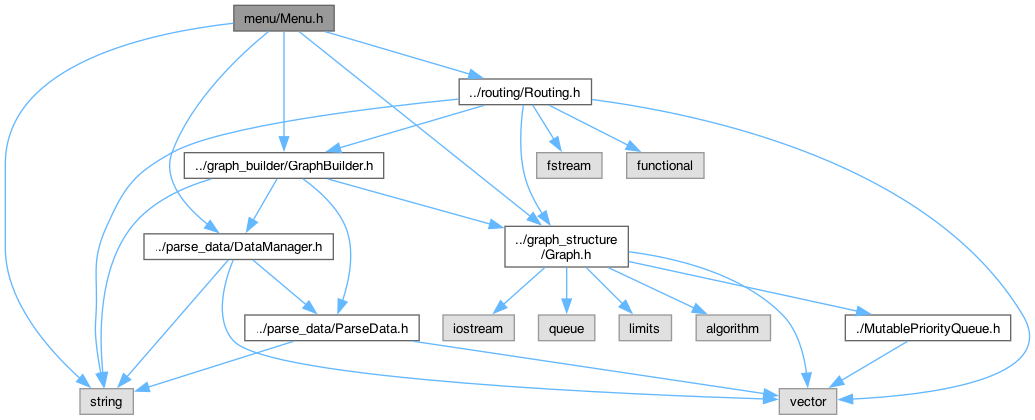 menu/Menu.h
../routing/Routing.h
../graph_builder/GraphBuilder.h
fstream
functional
../parse_data/DataManager.h
../graph_structure
/Graph.h
../parse_data/ParseData.h
iostream
queue
limits
algorithm
./MutablePriorityQueue.h
string
vector